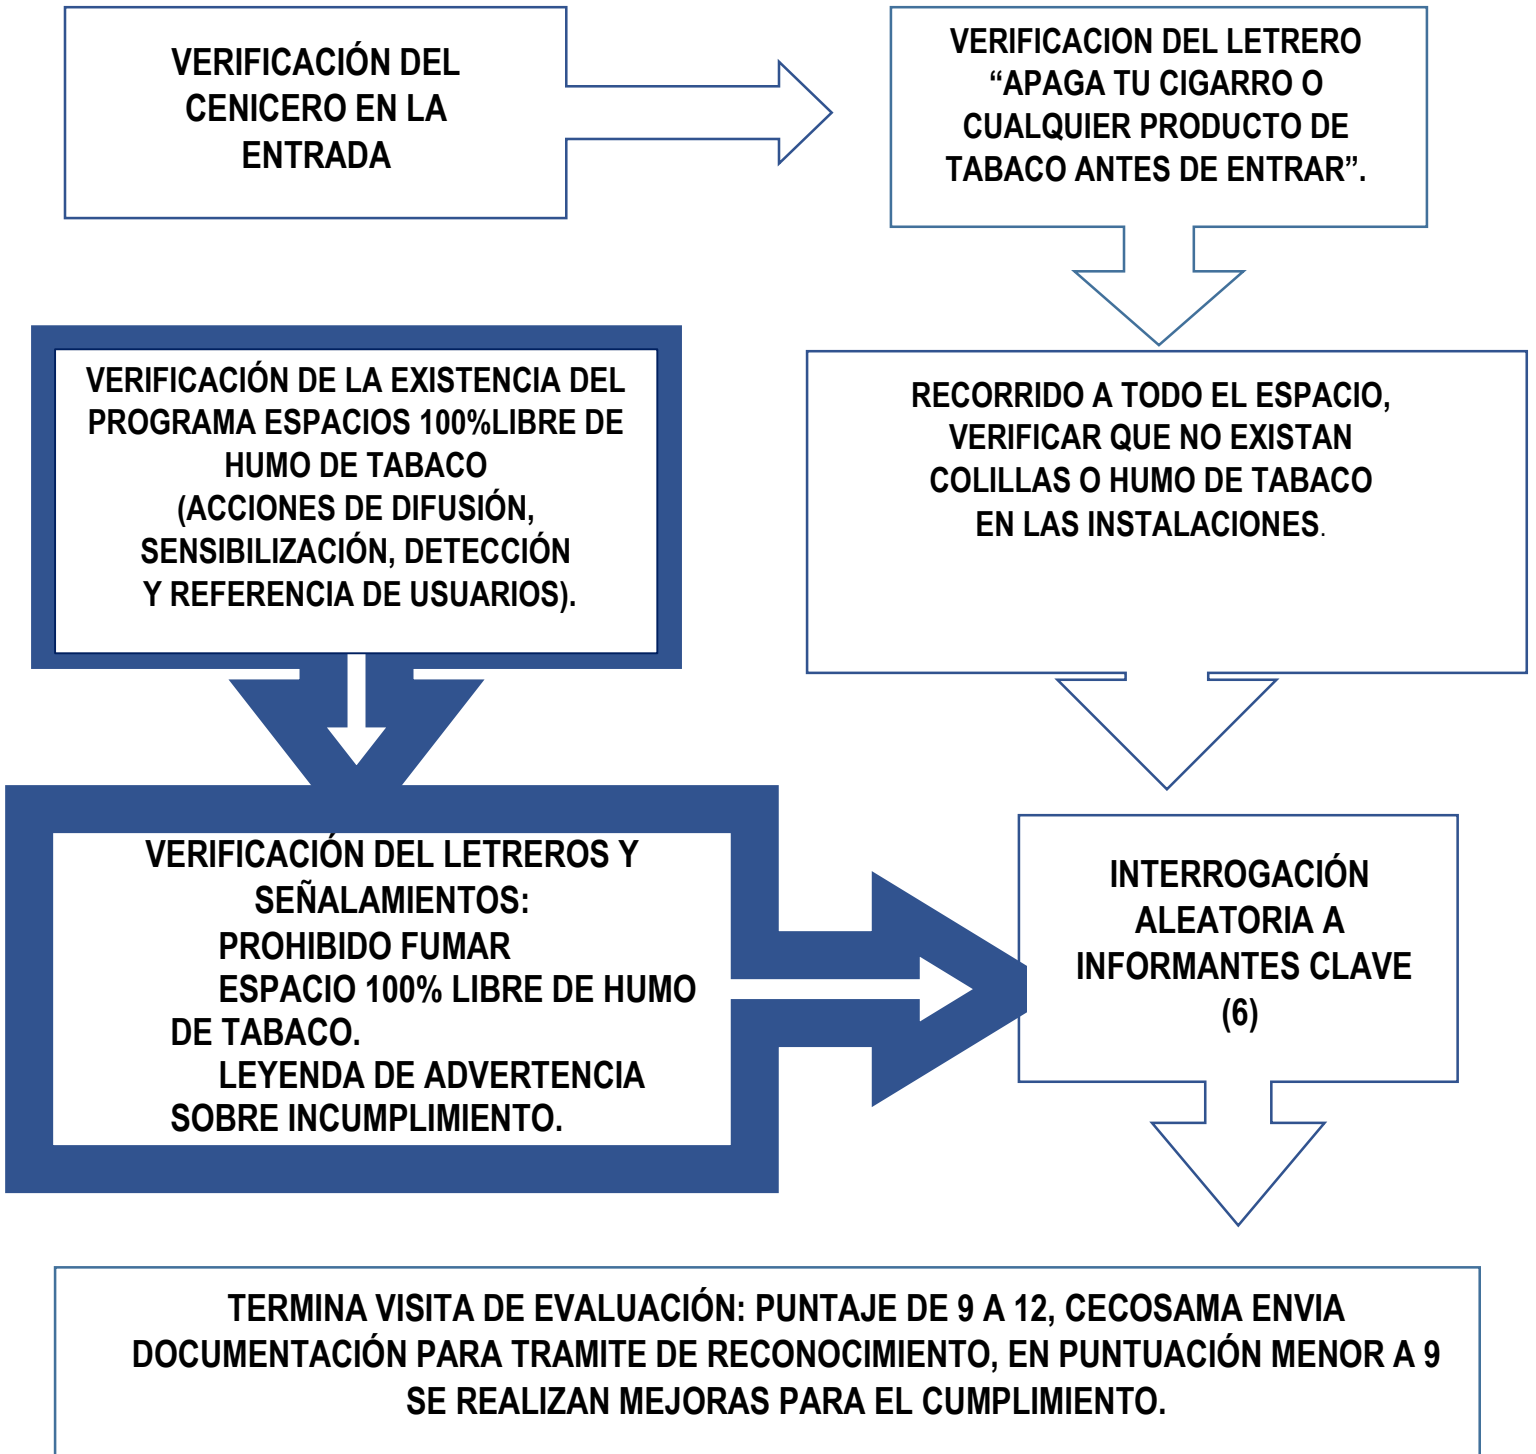 VERIFICACIÓN DEL
CENICERO EN LA
ENTRADA
VERIFICACION DEL LETRERO
“APAGA TU CIGARRO O
CUALQUIER PRODUCTO DE
TABACO ANTES DE ENTRAR”.
RECORRIDO A TODO EL ESPACIO,
VERIFICAR QUE NO EXISTAN
COLILLAS O HUMO DE TABACO
EN LAS INSTALACIONES.
VERIFICACIÓN DE LA EXISTENCIA DEL
PROGRAMA ESPACIOS 100%LIBRE DE
HUMO DE TABACO
(ACCIONES DE DIFUSIÓN,
SENSIBILIZACIÓN, DETECCIÓN
Y REFERENCIA DE USUARIOS).
VERIFICACIÓN DEL LETREROS Y
SEÑALAMIENTOS:
PROHIBIDO FUMAR
ESPACIO 100% LIBRE DE HUMO
DE TABACO.
LEYENDA DE ADVERTENCIA
SOBRE INCUMPLIMIENTO.
INTERROGACIÓN
ALEATORIA A
INFORMANTES CLAVE
(6)
TERMINA VISITA DE EVALUACIÓN: PUNTAJE DE 9 A 12, CECOSAMA ENVIA
DOCUMENTACIÓN PARA TRAMITE DE RECONOCIMIENTO, EN PUNTUACIÓN MENOR A 9
SE REALIZAN MEJORAS PARA EL CUMPLIMIENTO.